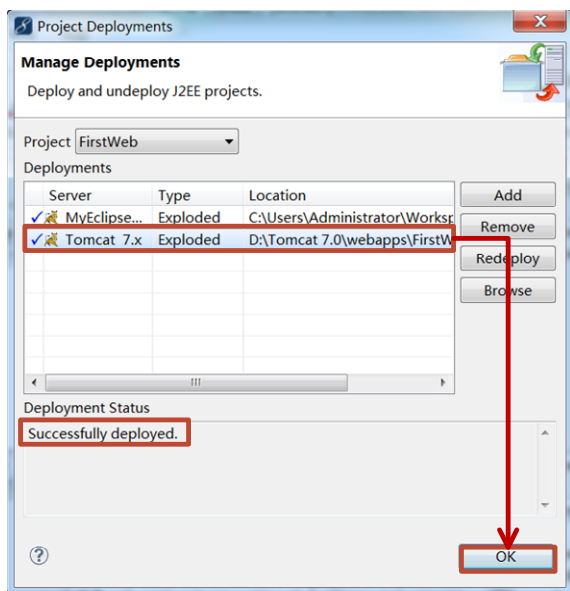 Project Deployments
Manage Deployments
Deploy and undeploy J2EE projects.
Project FirstWeb
Deployments
Server Type Location Add
MyEclipse... Exploded C:\Users\Administrator\Worksp
Remove
Tomcat 7.x Exploded D:\Tomcat 7.0\webapps\FirstW
Redeploy
Browse
Deployment Status
Successfully deployed.
OK